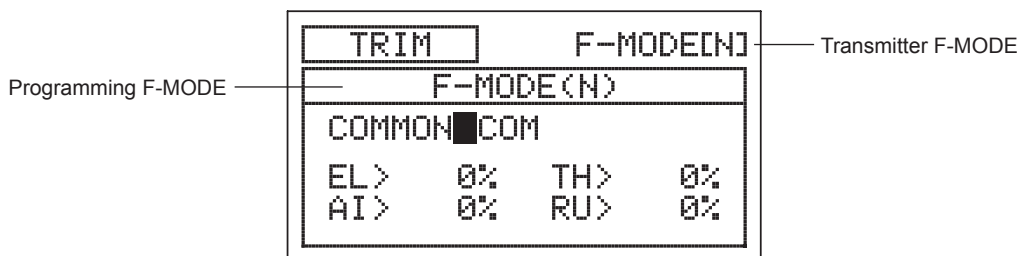 TRIM F-MODE[N] Transmitter F-MODE
Programming F-MODE F-MODE(N)
COMMON COM
EL> 0% TH> 0%
AI> 0% RU> 0%